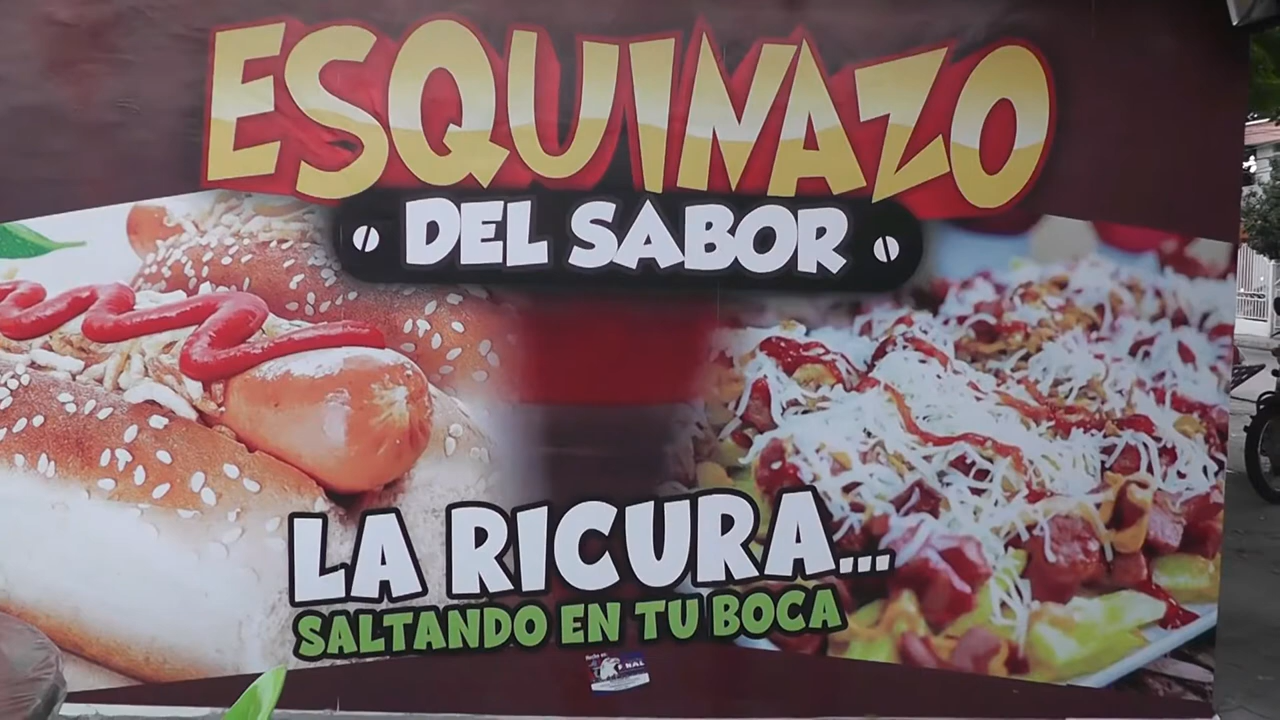 ESQUINAZO
DEL SABOR
LA RICURA...
SALTANDO EN TU BOCA